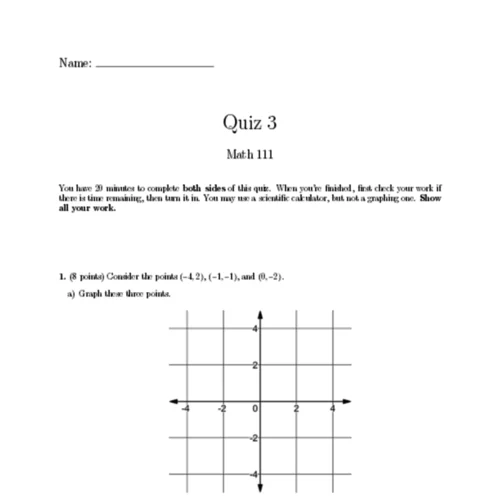 Name:
Quiz 3
Math 111
You have 20 minutes to complete both sides of this quiz. When you're finished, first check your work if
there is time remaining, then turn it in. You may use a scientific calculator, but not a graphing one. Show
all your work.
1. (8 points) Consider the points (−4, 2), (−1, −1), and (0, −2).
a) Graph these three points.
4
2
-4 -2 0 2 4
-2
-4